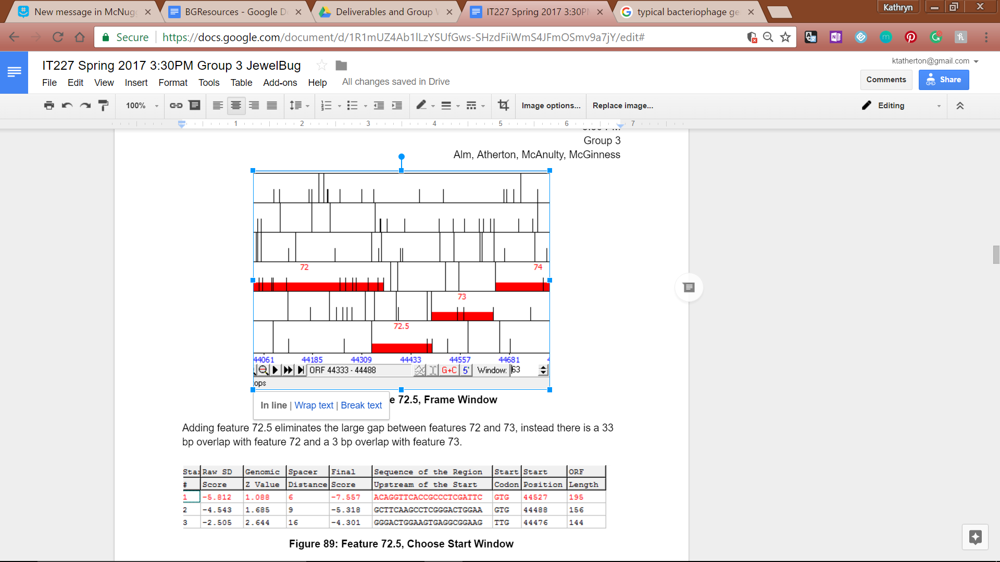 New message in McNugg
BGResources - Google D
Deliverables and Group
IT227 Spring 2017 3:30P
typical bacteriophage ge
Kathryn
Secure
https://docs.google.com/document/d/1R1mUZ4Ab1lLzYSUfGws-SHzdFiiWmS4JFmOSmv9a7jY/edit#
IT227 Spring 2017 3:30PM Group 3 JewelBug
ktatherton@gmail.com
File Edit View Insert Format Tools Table Add-ons Help All changes saved in Drive
Comments Share
100% Image options... Replace image... Editing
1 2 3 4 5 6 7
Group 3
Alm, Atherton, McAnulty, McGinness
72 74
73
72.5
44061 44185 44309 44433 44557 44681
ORF 44333 - 44488 G+C 5' Window: 63
ops
e 72.5, Frame Window
In line | Wrap text | Break text
Adding feature 72.5 eliminates the large gap between features 72 and 73, instead there is a 33
bp overlap with feature 72 and a 3 bp overlap with feature 73.
Star Raw SD Genomic Spacer Final Sequence of the Region Start Start ORF
# Score Z Value Distance Score Upstream of the Start Codon Position Length
1 -5.812 1.088 6 -7.557 ACAGGTTCACCGCCCTCGATTC GTG 44527 195
2 -4.543 1.685 9 -5.318 GCTTCAAGCCTCGGGACTGGAA GTG 44488 156
3 -2.505 2.644 16 -4.301 GGGACTGGAAGTGAGGCGGAAG TTG 44476 144
Figure 89: Feature 72.5, Choose Start Window